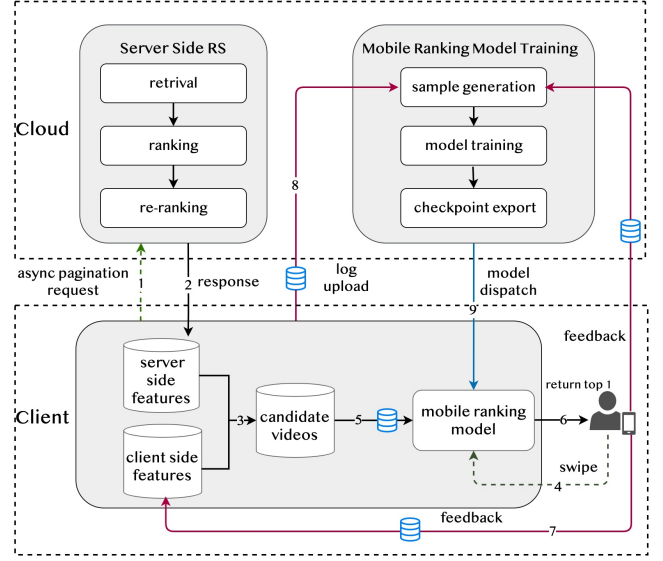 Server Side RS
retrival
ranking
re-ranking
Mobile Ranking Model Training
sample generation
model training
checkpoint export
Cloud
8
async pagination
request
1
2
response
log
upload
model
dispatch
9
feedback
Client
server
side
features
client side
features
3
candidate
videos
5
mobile ranking
model
return top 1
6
swipe
4
feedback
7